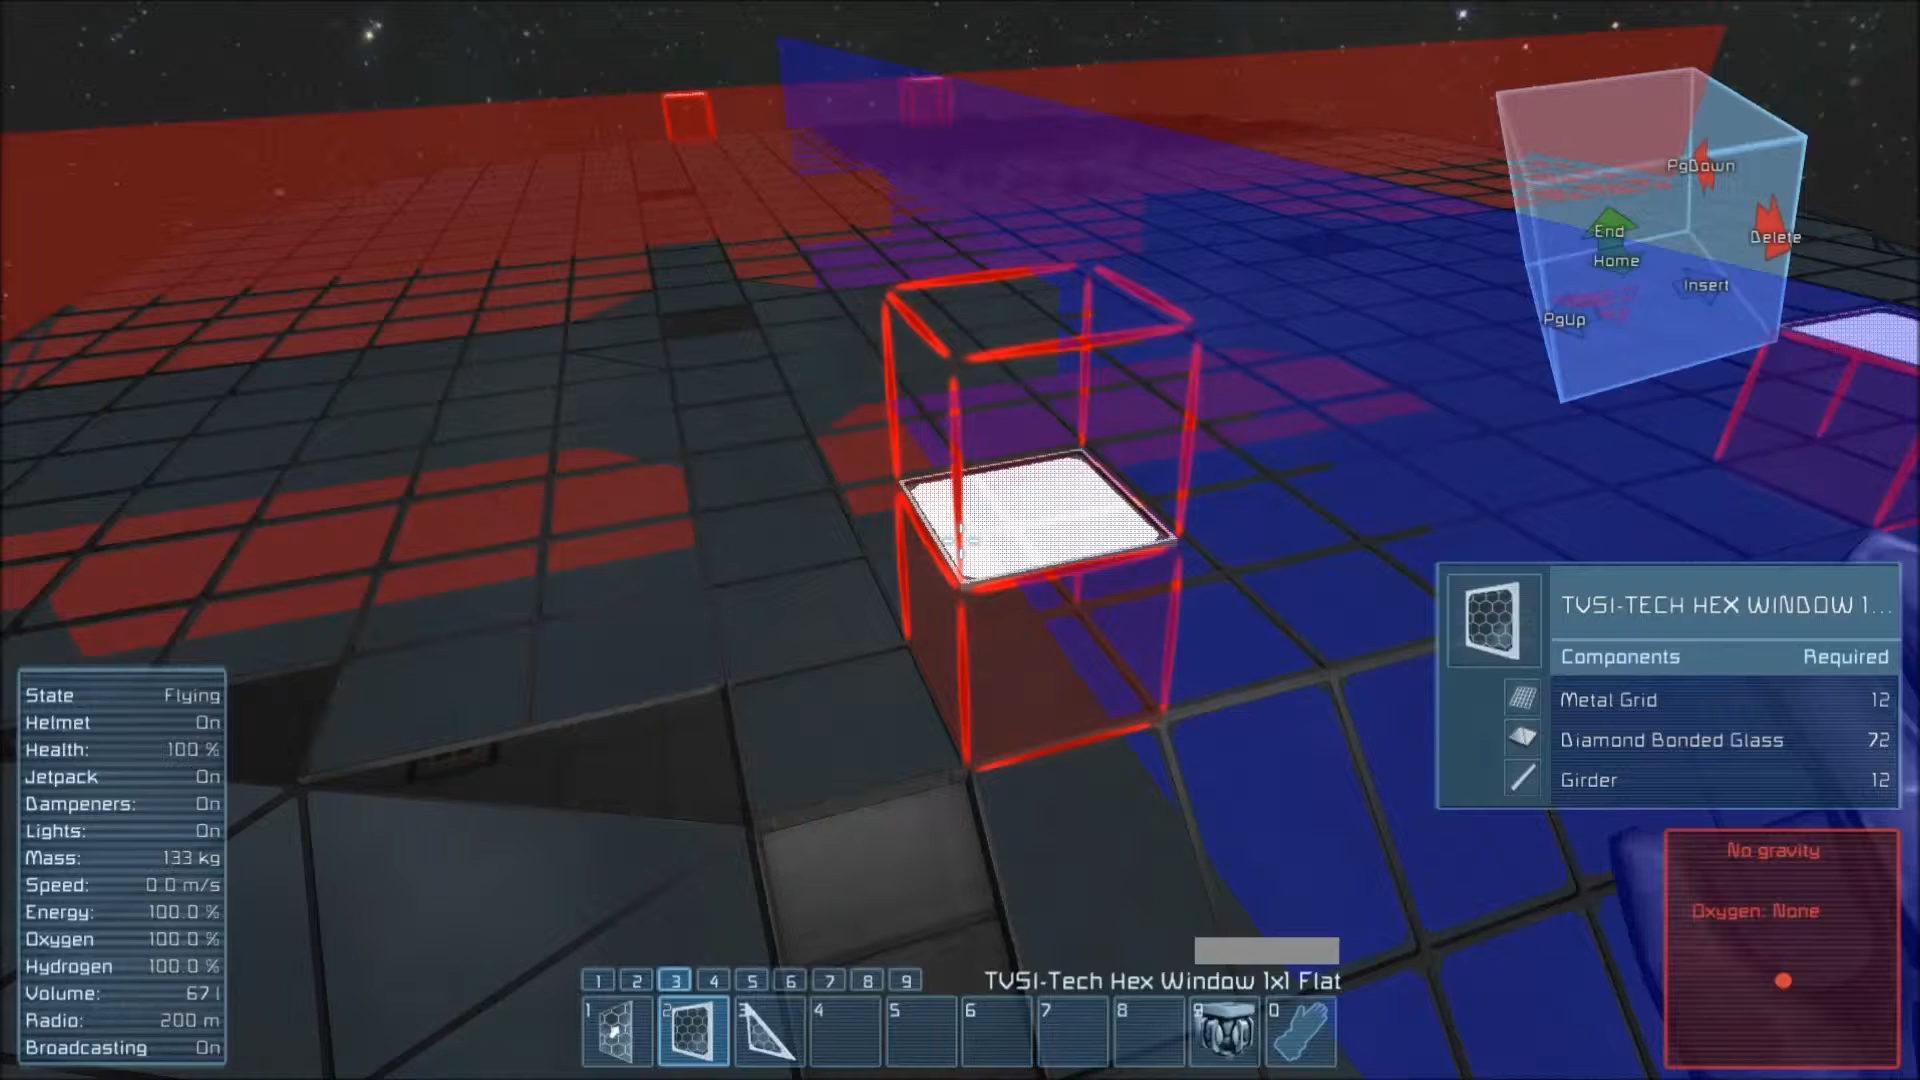 PgDown
End
Delete
Home
Insert
PgUp
TVSI-TECH HEX WINDOW 1...
Components Required
Metal Grid 12
Diamond Bonded Glass 72
Girder 12
State Flying
Helmet On
Health: 100 %
Jetpack On
Dampeners: On
Lights: On
Mass: 133 kg
Speed: 0.0 m/s
Energy: 100.0 %
Oxygen 100.0 %
Hydrogen 100.0 %
Volume: 67 l
Radio: 200 m
Broadcasting On
No gravity
Oxygen: None
TVSI-Tech Hex Window 1x1 Flat
1 2 3 4 5 6 7 8 9
1 2 3 4 5 6 7 8 9 0